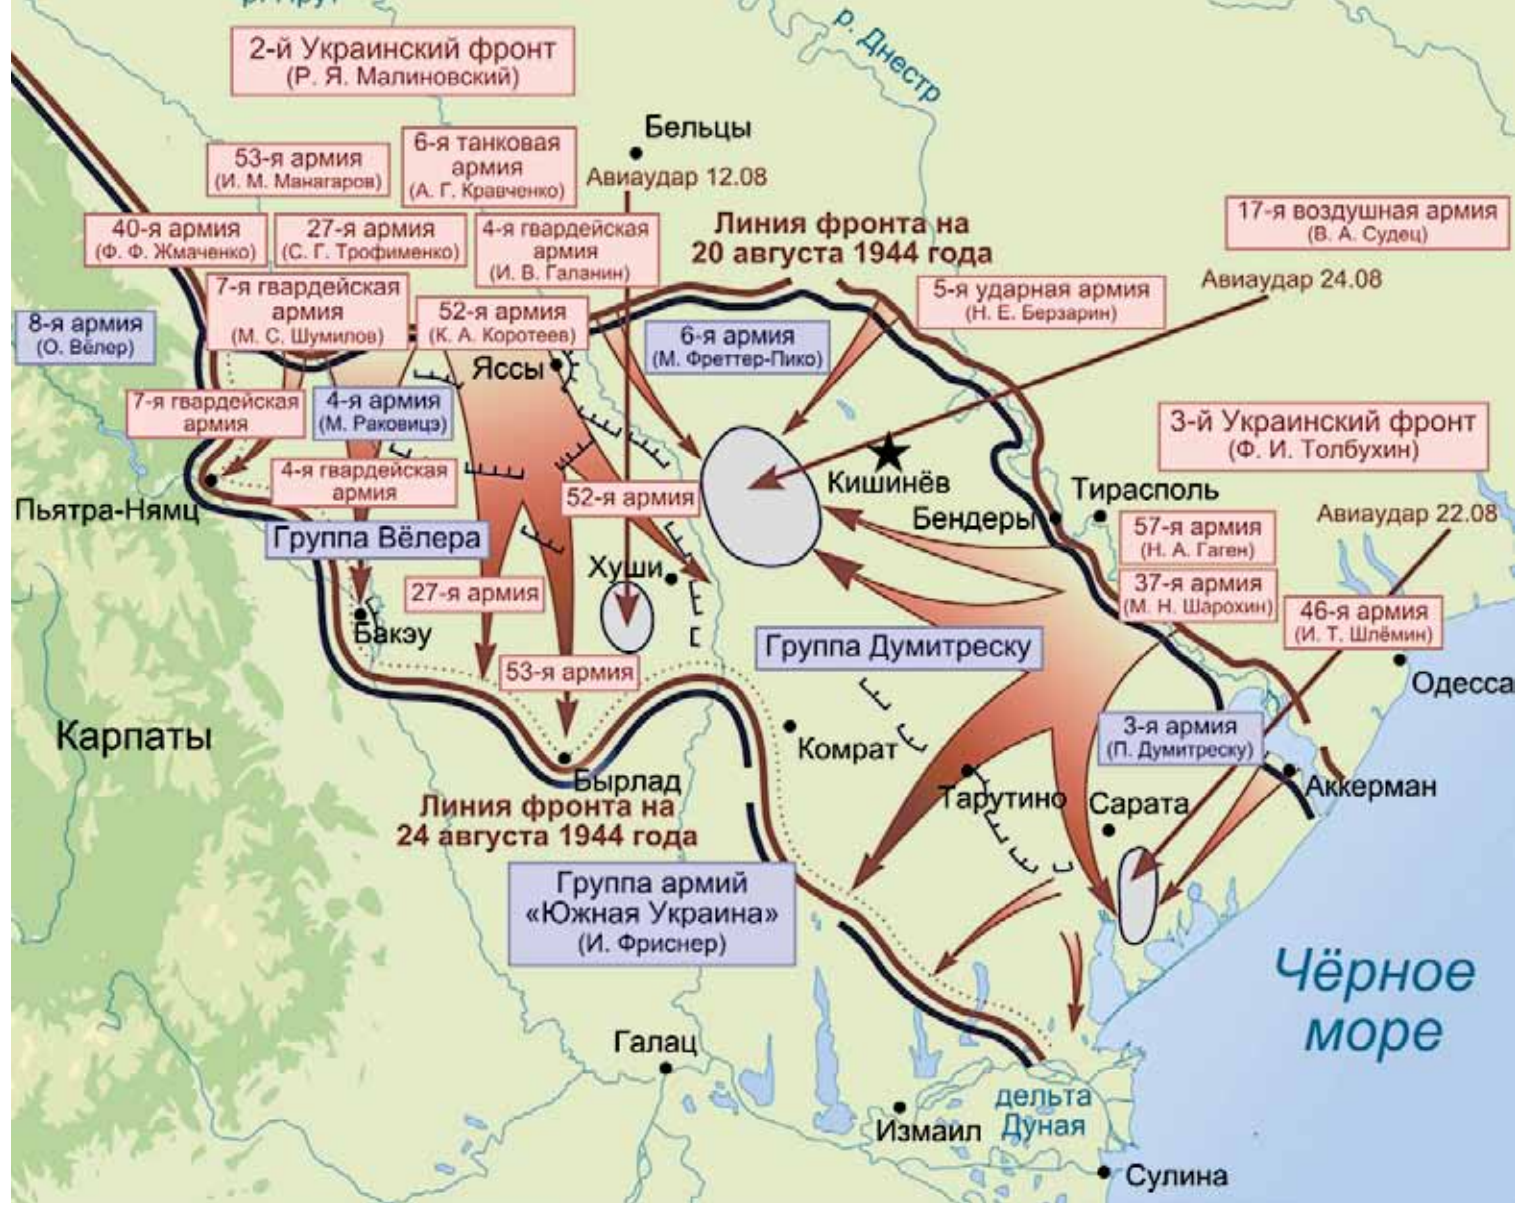 р. Прут
2-й Украинский фронт
(Р. Я. Малиновский)
р. Днестр
Бельцы
Авиаудар 12.08
53-я армия
(И. М. Манагаров)
6-я танковая
армия
(А. Г. Кравченко)
40-я армия
(Ф. Ф. Жмаченко)
27-я армия
(С. Г. Трофименко)
4-я гвардейская
армия
(И. В. Галанин)
Линия фронта на
20 августа 1944 года
17-я воздушная армия
(В. А. Судец)
Авиаудар 24.08
7-я гвардейская
армия
(М. С. Шумилов)
52-я армия
(К. А. Коротеев)
5-я ударная армия
(Н. Е. Берзарин)
8-я армия
(О. Вёлер)
6-я армия
(М. Фреттер-Пико)
Яссы
7-я гвардейская
армия
4-я армия
(М. Раковицэ)
3-й Украинский фронт
(Ф. И. Толбухин)
4-я гвардейская
армия
52-я армия
Кишинёв
Бендеры
Тирасполь
Авиаудар 22.08
Пьятра-Нямц
Группа Вёлера
57-я армия
(Н. А. Гаген)
Хуши
27-я армия
37-я армия
(М. Н. Шарохин)
46-я армия
(И. Т. Шлёмин)
Бакэу
Группа Думитреску
53-я армия
Одесса
Карпаты
Комрат
3-я армия
(П. Думитреску)
Бырлад
Тарутино
Сарата
Аккерман
Линия фронта на
24 августа 1944 года
Группа армий
«Южная Украина»
(И. Фриснер)
Чёрное
море
Галац
дельта
Дуная
Измаил
Сулина